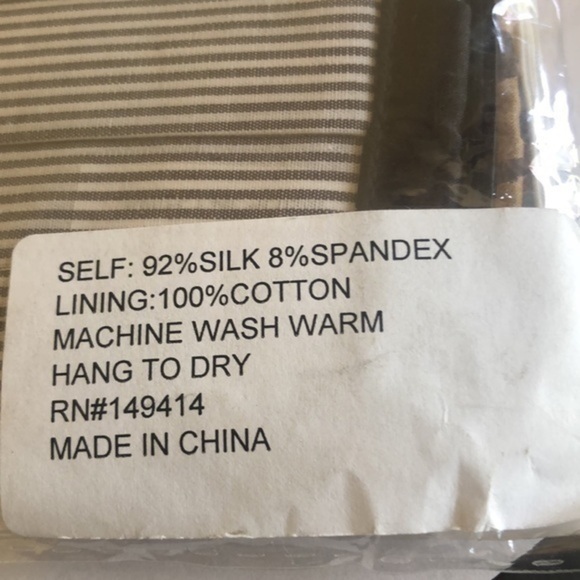 SELF: 92%SILK 8%SPANDEX
LINING:100%COTTON
MACHINE WASH WARM
HANG TO DRY
RN#149414
MADE IN CHINA